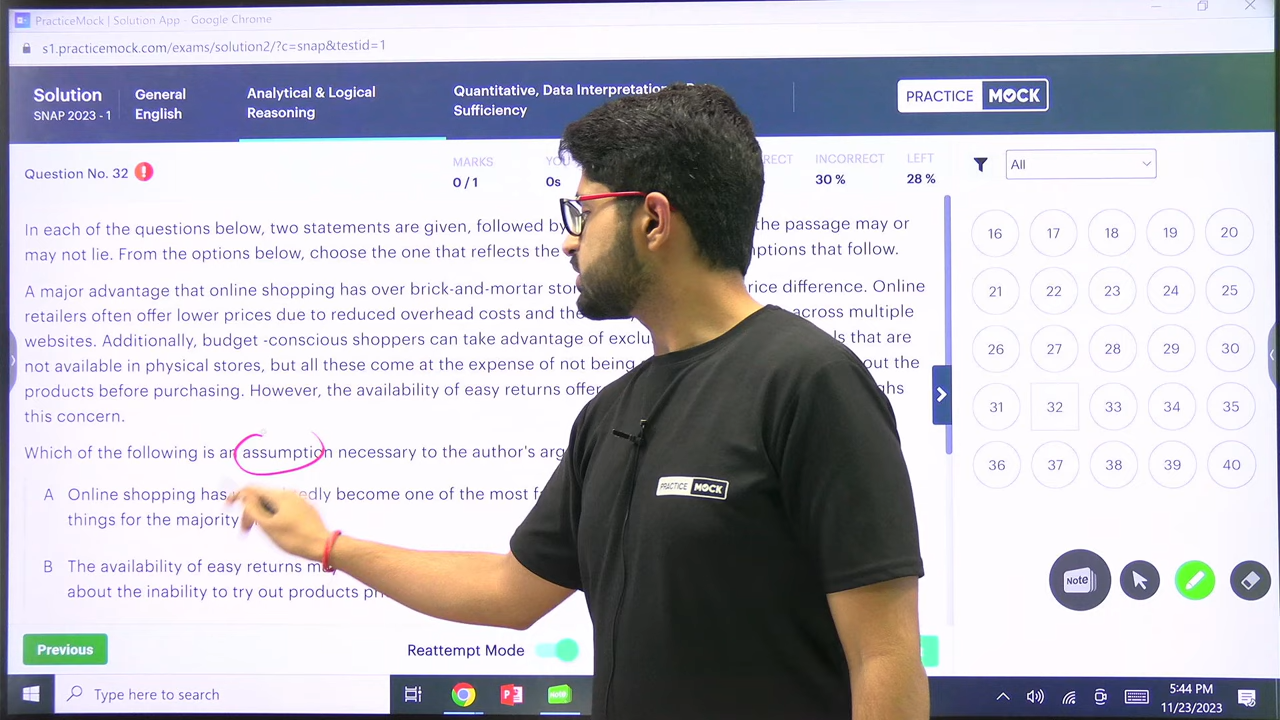 PracticeMock | Solution App - Google Chrome
s1.practicemock.com/exams/solution2/?c=snap&testid=1
Solution
SNAP 2023 - 1
General
English
Analytical & Logical
Reasoning
Quantitative, Data Interpretation
Sufficiency
PRACTICE MOCK
Question No. 32
MARKS
0 / 1
0s
INCORRECT
30 %
LEFT
28 %
All
In each of the questions below, two statements are given, followed by the passage may or
may not lie. From the options below, choose the one that reflects the that follow.
A major advantage that online shopping has over brick-and-mortar difference. Online
retailers often offer lower prices due to reduced overhead costs and the across multiple
websites. Additionally, budget -conscious shoppers can take advantage of that are
not available in physical stores, but all these come at the expense of not being the
products before purchasing. However, the availability of easy returns
this concern.
Which of the following is an assumption necessary to the author's
A Online shopping has become one of the most
things for the majority
B The availability of easy returns
about the inability to try out products
16 17 18 19 20
21 22 23 24 25
26 27 28 29 30
31 32 33 34 35
36 37 38 39 40
Note
PRACTICE MOCK
Previous
Reattempt Mode
Type here to search
NOTE
5:44 PM
11/23/2023